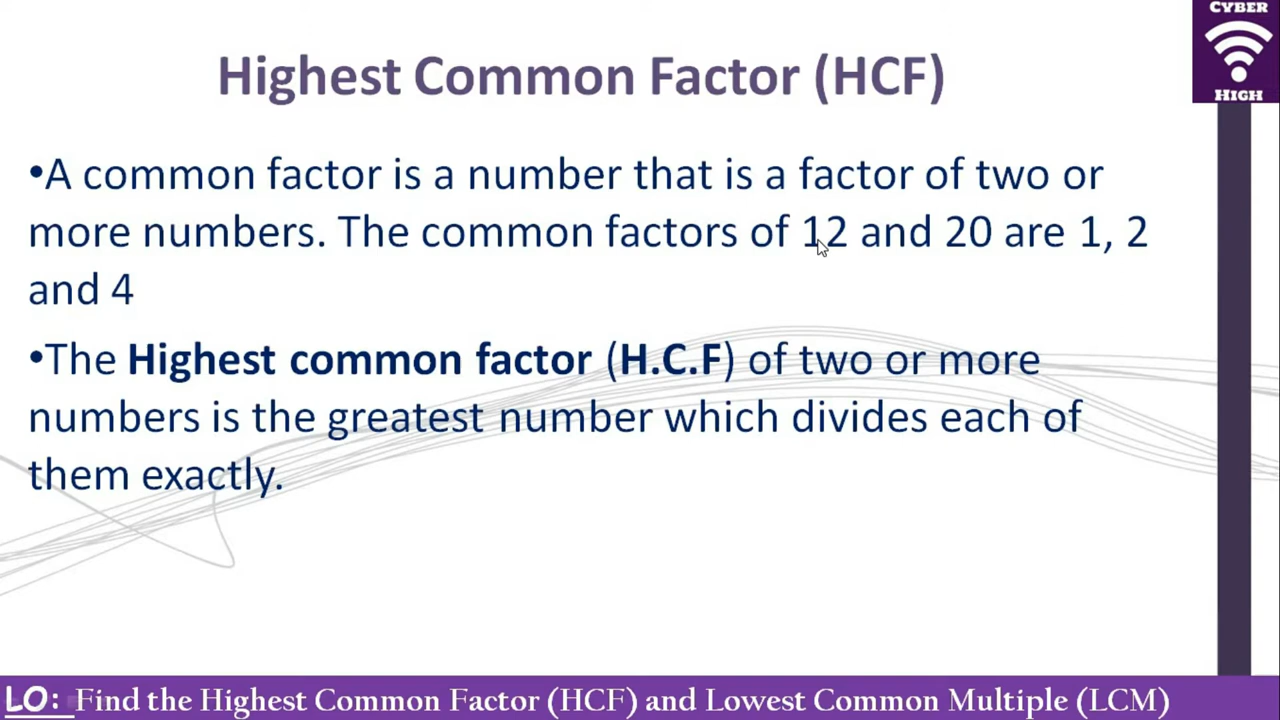 CYBER
HIGH
Highest Common Factor (HCF)
•A common factor is a number that is a factor of two or
more numbers. The common factors of 12 and 20 are 1, 2
and 4
•The Highest common factor (H.C.F) of two or more
numbers is the greatest number which divides each of
them exactly.
LO: Find the Highest Common Factor (HCF) and Lowest Common Multiple (LCM)